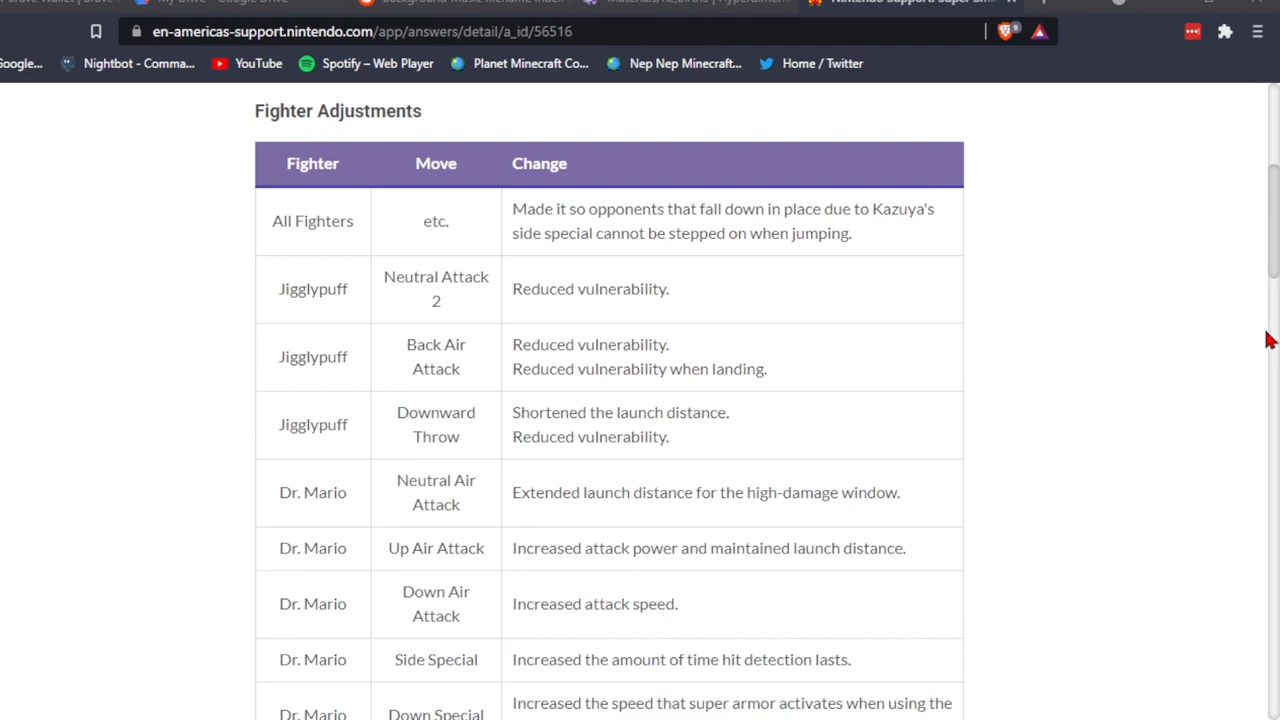 en-americas-support.nintendo.com/app/answers/detail/a_id/56516
9
Google...
Nightbot - Comma...
YouTube
Spotify – Web Player
Planet Minecraft Co...
Nep Nep Minecraft...
Home / Twitter
Fighter Adjustments
Fighter Move Change
All Fighters etc. Made it so opponents that fall down in place due to Kazuya's
side special cannot be stepped on when jumping.
Jigglypuff Neutral Attack
2 Reduced vulnerability.
Jigglypuff Back Air
Attack Reduced vulnerability.
Reduced vulnerability when landing.
Jigglypuff Downward
Throw Shortened the launch distance.
Reduced vulnerability.
Dr. Mario Neutral Air
Attack Extended launch distance for the high-damage window.
Dr. Mario Up Air Attack Increased attack power and maintained launch distance.
Dr. Mario Down Air
Attack Increased attack speed.
Dr. Mario Side Special Increased the amount of time hit detection lasts.
Dr. Mario Down Special Increased the speed that super armor activates when using the